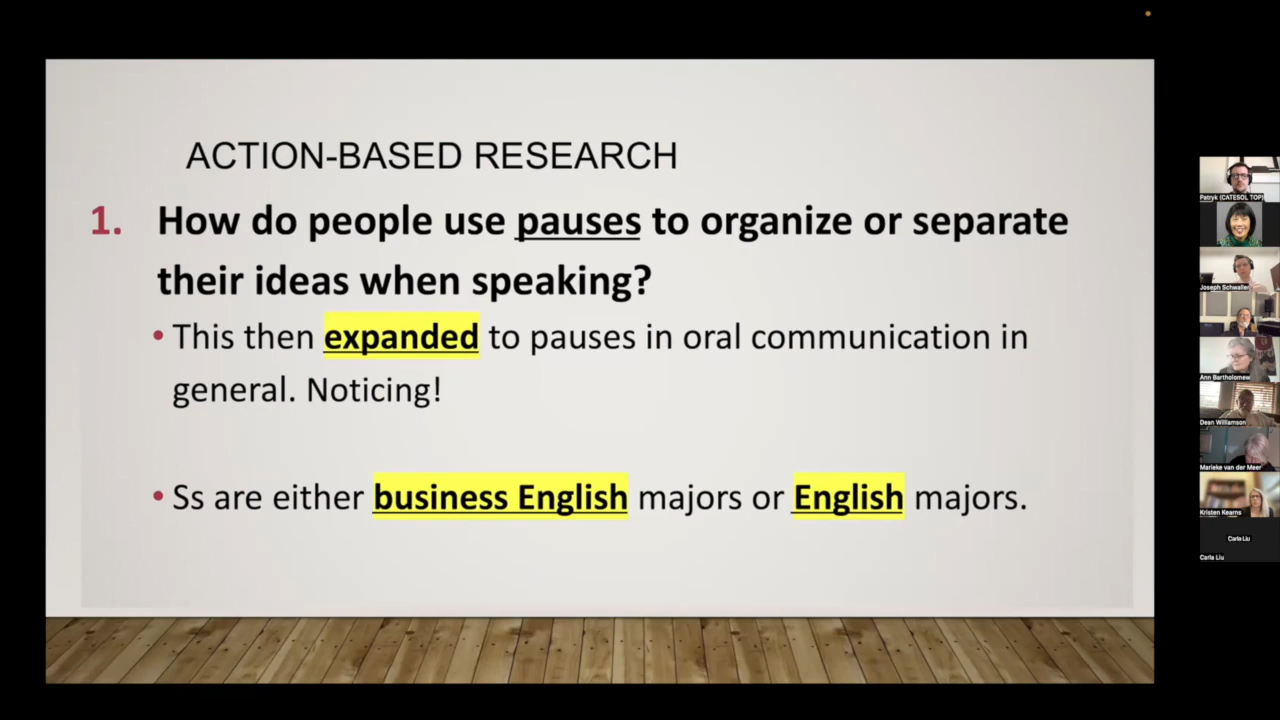 ACTION-BASED RESEARCH
1. How do people use pauses to organize or separate
their ideas when speaking?
• This then expanded to pauses in oral communication in
general. Noticing!
• Ss are either business English majors or English majors.
Patryk (CATESOL TOP)
Joseph Schwaller
Ann Bartholomew
Dean Williamson
Marieke van der Meer
Kristen Kearns
Carla Liu
Carla Liu